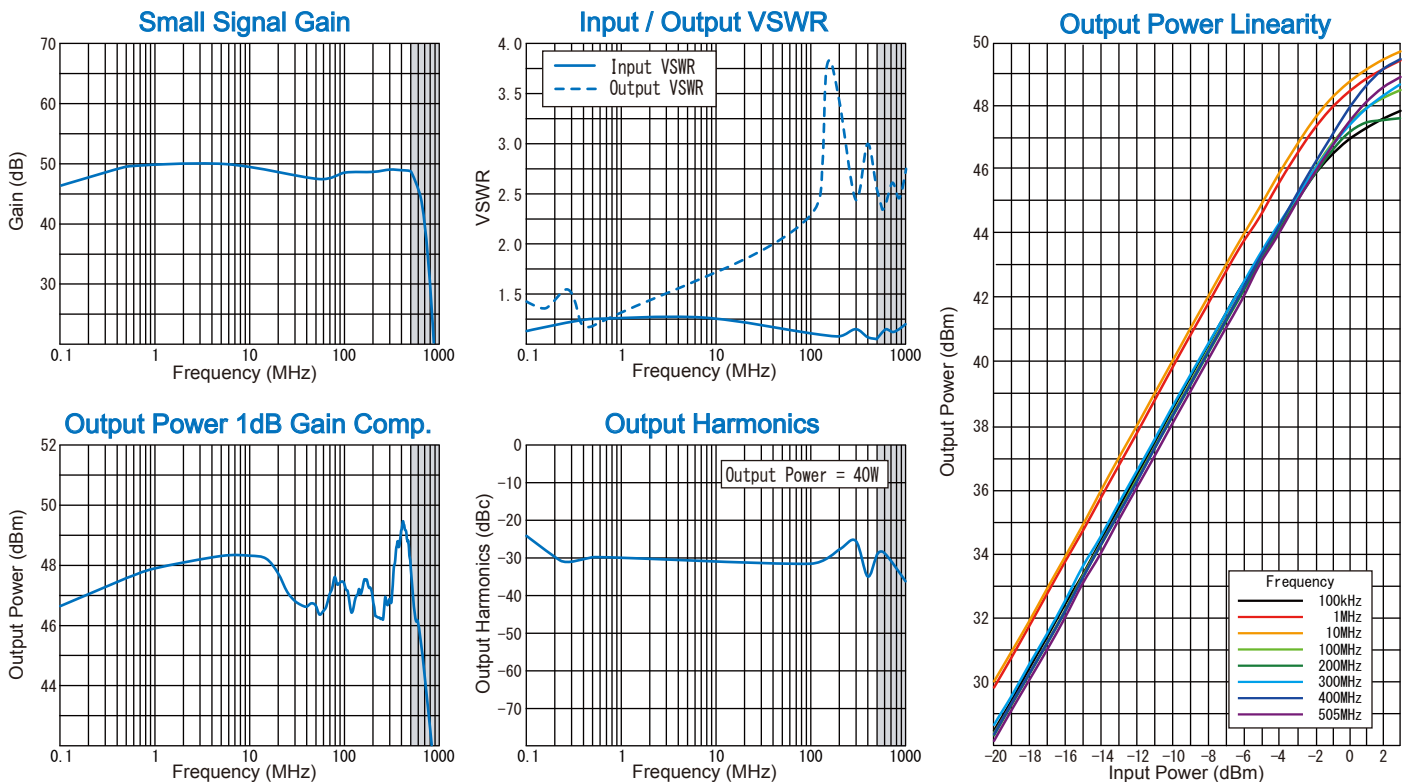 Small Signal Gain
Gain (dB)
70
60
50
40
30
0.1
1
10
100
1000
Frequency (MHz)
Input / Output VSWR
VSWR
4.0
3.5
3.0
2.5
2.0
1.5
Input VSWR
Output VSWR
0.1
1
10
100
1000
Frequency (MHz)
Output Power 1dB Gain Comp.
Output Power (dBm)
52
50
48
46
44
0.1
1
10
100
1000
Frequency (MHz)
Output Harmonics
Output Harmonics (dBc)
0
-10
-20
-30
-40
-50
-60
-70
Output Power = 40W
0.1
1
10
100
1000
Frequency (MHz)
Output Power Linearity
Output Power (dBm)
50
48
46
44
42
40
38
36
34
32
30
Frequency
100kHz
1MHz
10MHz
100MHz
200MHz
300MHz
400MHz
505MHz
-20 -18 -16 -14 -12 -10 -8 -6 -4 -2 0 2
Input Power (dBm)